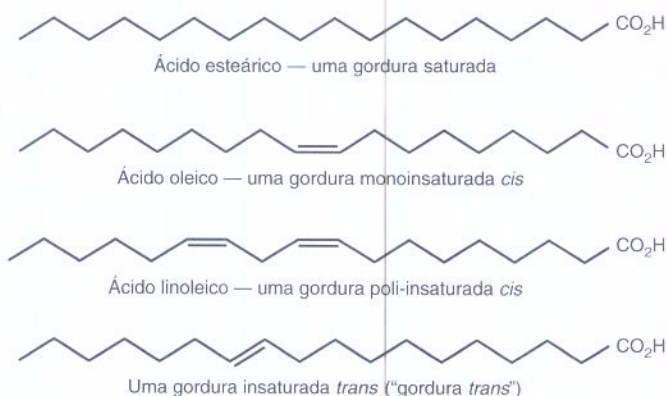 CO₂H
Ácido esteárico — uma gordura saturada
CO₂H
Ácido oleico — uma gordura monoinsaturada cis
CO₂H
Ácido linoleico — uma gordura poli-insaturada cis
CO₂H
Uma gordura insaturada trans ("gordura trans")